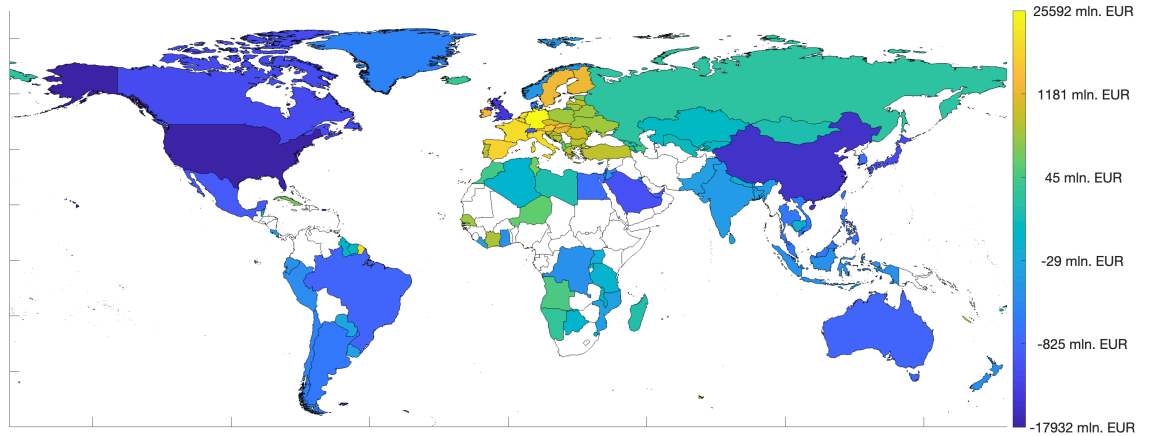 25592 mln. EUR
1181 mln. EUR
45 mln. EUR
-29 mln. EUR
-825 mln. EUR
-17932 mln. EUR